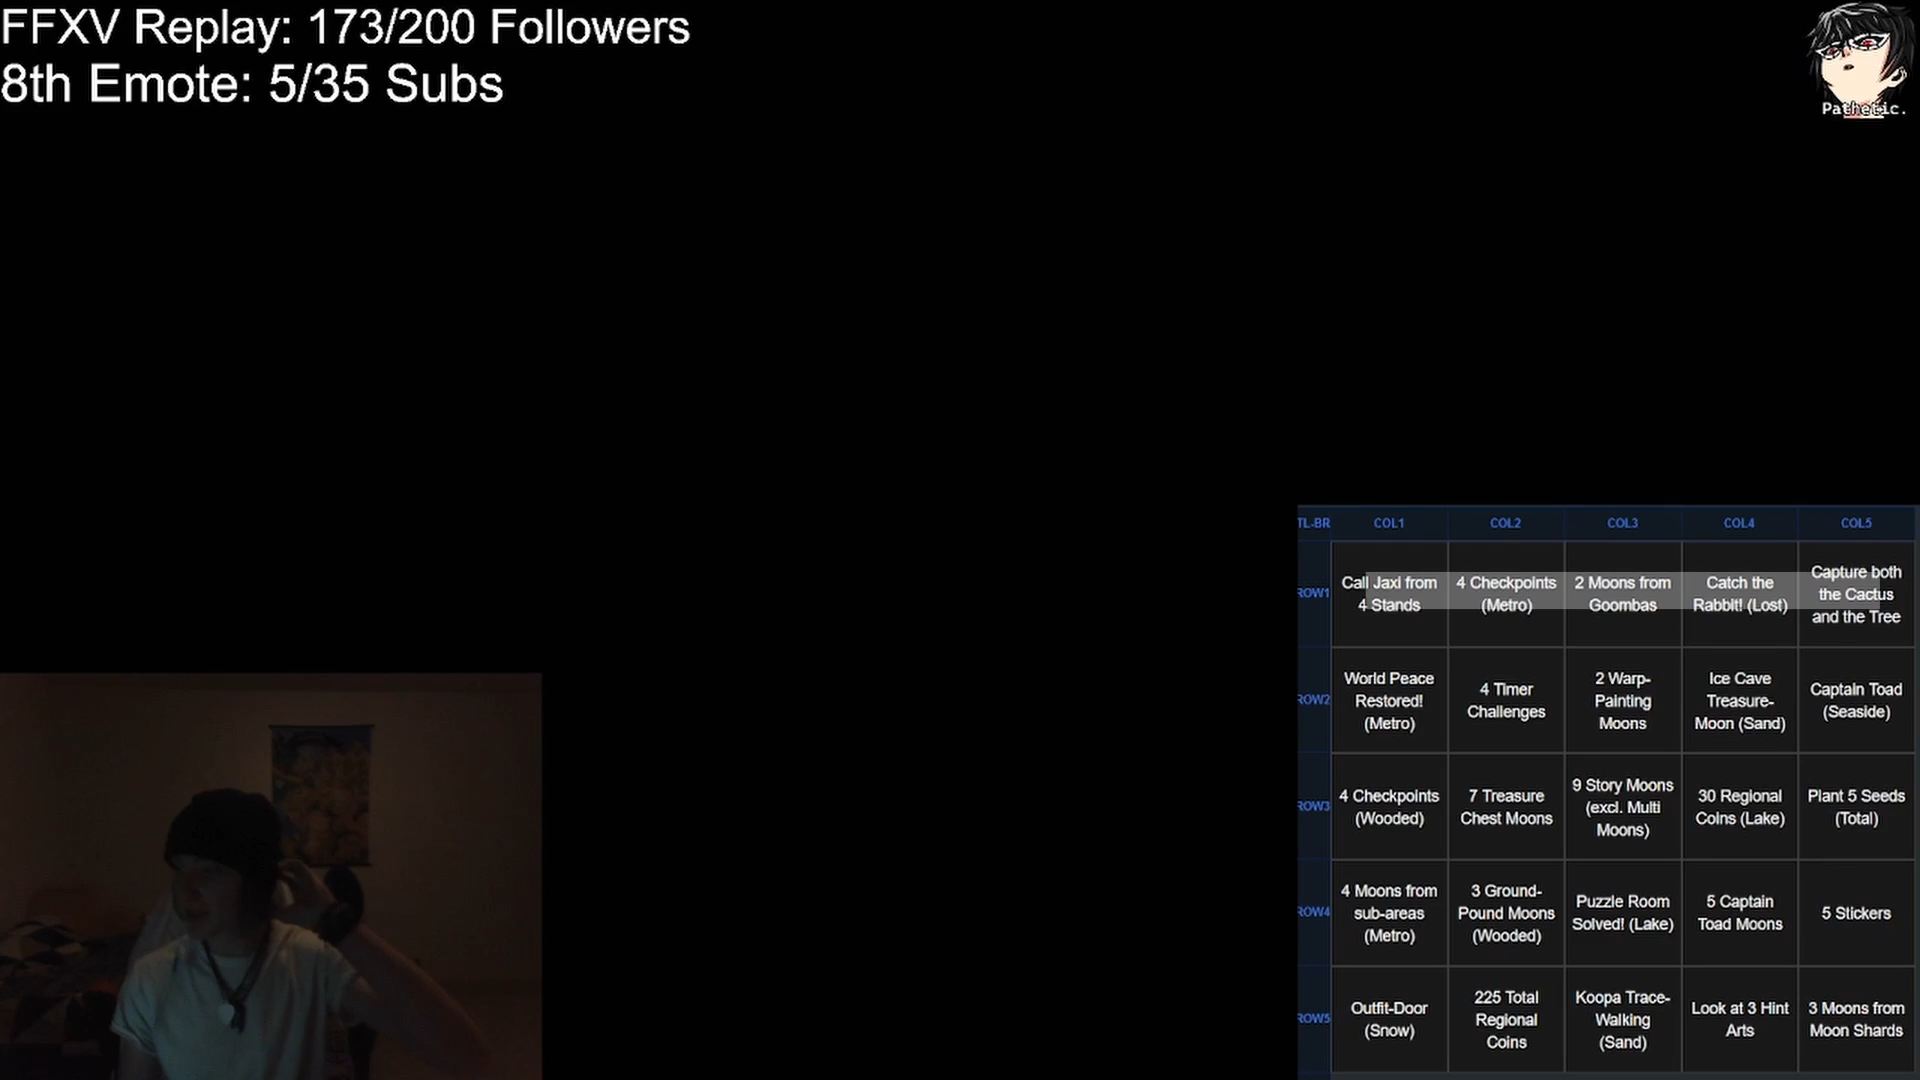 FFXV Replay: 173/200 Followers
8th Emote: 5/35 Subs
Pathetic.
TL-BR COL1 COL2 COL3 COL4 COL5
ROW1
Call Jaxi from
4 Stands
4 Checkpoints
(Metro)
2 Moons from
Goombas
Catch the
Rabbit! (Lost)
Capture both
the Cactus
and the Tree
ROW2
World Peace
Restored!
(Metro)
4 Timer
Challenges
2 Warp-
Painting
Moons
Ice Cave
Treasure-
Moon (Sand)
Captain Toad
(Seaside)
ROW3
4 Checkpoints
(Wooded)
7 Treasure
Chest Moons
9 Story Moons
(excl. Multi
Moons)
30 Regional
Coins (Lake)
Plant 5 Seeds
(Total)
ROW4
4 Moons from
sub-areas
(Metro)
3 Ground-
Pound Moons
(Wooded)
Puzzle Room
Solved! (Lake)
5 Captain
Toad Moons
5 Stickers
ROW5
Outfit-Door
(Snow)
225 Total
Regional
Coins
Koopa Trace-
Walking
(Sand)
Look at 3 Hint
Arts
3 Moons from
Moon Shards